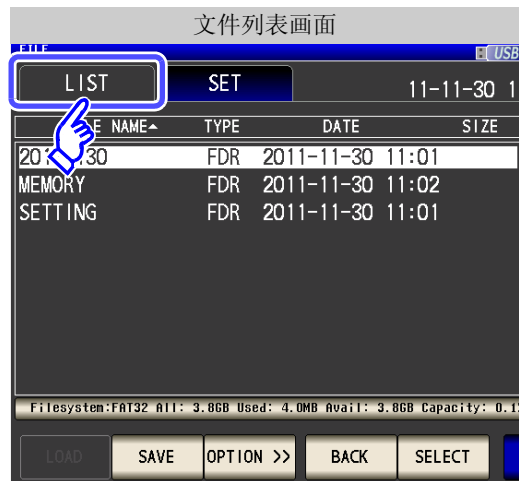 文件列表画面
FILE
USB
LIST SET 11-11-30 1
E NAME▲ TYPE DATE SIZE
30 FDR 2011-11-30 11:01
MEMORY FDR 2011-11-30 11:02
SETTING FDR 2011-11-30 11:01
Filesystem:FAT32 All: 3.8GB Used: 4.0MB Avail: 3.8GB Capacity: 0.1
LOAD SAVE OPTION >> BACK SELECT